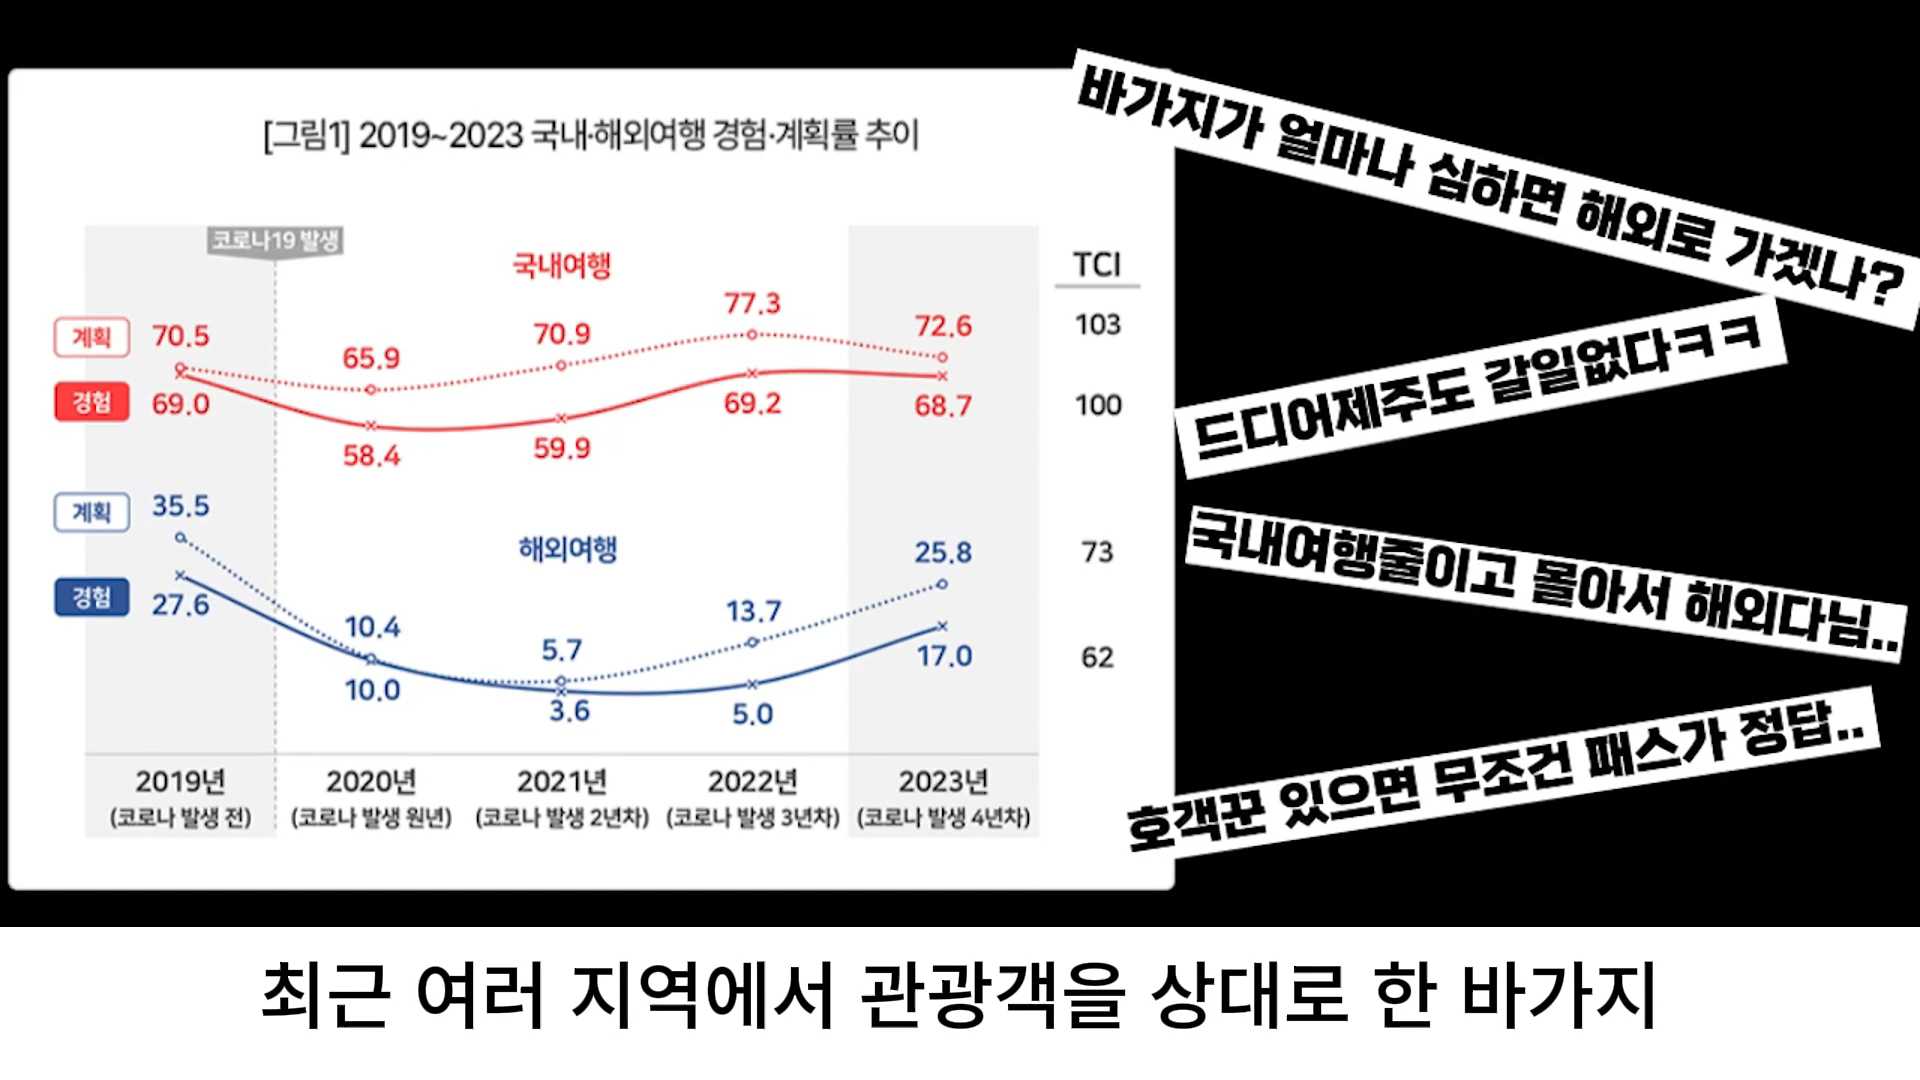 [그림1] 2019~2023 국내·해외여행 경험·계획률 추이
코로나19 발생
국내여행
TCI
계획
70.5
65.9
70.9
77.3
72.6
103
경험
69.0
58.4
59.9
69.2
68.7
100
해외여행
계획
35.5
10.4
5.7
13.7
25.8
73
경험
27.6
10.0
3.6
5.0
17.0
62
2019년
(코로나 발생 전)
2020년
(코로나 발생 원년)
2021년
(코로나 발생 2년차)
2022년
(코로나 발생 3년차)
2023년
(코로나 발생 4년차)
바가지가 얼마나 심하면 해외로 가겠나?
드디어제주도 갈일없다ㅋㅋ
국내여행줄이고 몰아서 해외다님..
호객꾼 있으면 무조건 패스가 정답..
최근 여러 지역에서 관광객을 상대로 한 바가지